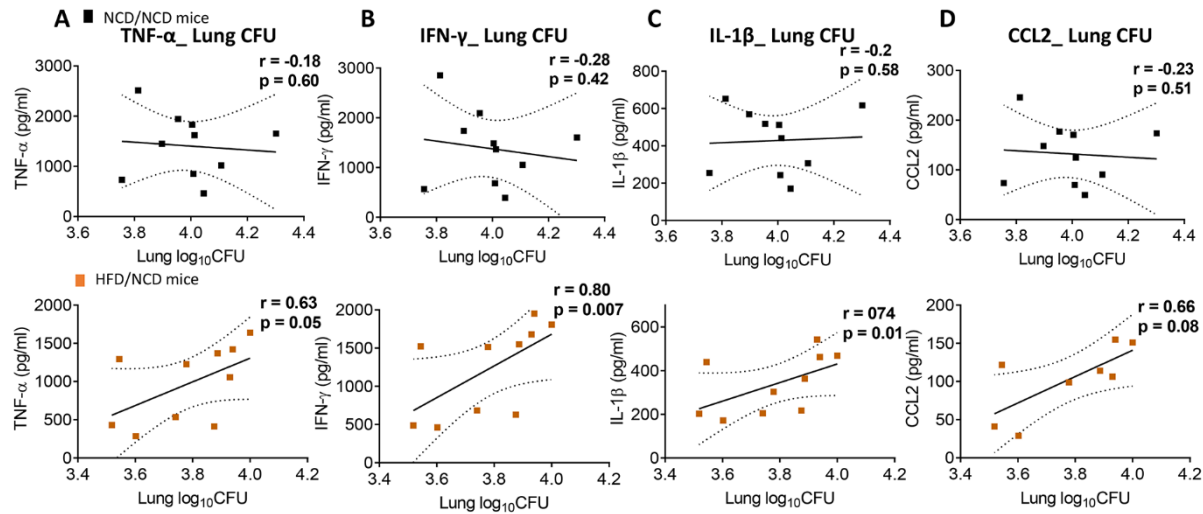 A
NCD/NCD mice
TNF-α_ Lung CFU
r = -0.18
p = 0.60
TNF-α (pg/ml)
3000
2000
1000
0
3.6 3.8 4.0 4.2 4.4
Lung log₁₀CFU
B
IFN-γ_ Lung CFU
r = -0.28
p = 0.42
IFN-γ (pg/ml)
3000
2000
1000
0
3.6 3.8 4.0 4.2 4.4
Lung log₁₀CFU
C
IL-1β_ Lung CFU
r = -0.2
p = 0.58
IL-1β (pg/ml)
800
600
400
200
0
3.6 3.8 4.0 4.2 4.4
Lung log₁₀CFU
D
CCL2_ Lung CFU
r = -0.23
p = 0.51
CCL2 (pg/ml)
300
200
100
0
3.6 3.8 4.0 4.2 4.4
Lung log₁₀CFU
HFD/NCD mice
r = 0.63
p = 0.05
TNF-α (pg/ml)
2000
1500
1000
500
0
3.4 3.6 3.8 4.0 4.2
Lung log₁₀CFU
r = 0.80
p = 0.007
IFN-γ (pg/ml)
2000
1500
1000
500
0
3.4 3.6 3.8 4.0 4.2
Lung log₁₀CFU
r = 074
p = 0.01
IL-1β (pg/ml)
600
400
200
0
3.4 3.6 3.8 4.0 4.2
Lung log₁₀CFU
r = 0.66
p = 0.08
CCL2 (pg/ml)
200
150
100
50
0
3.4 3.6 3.8 4.0 4.2
Lung log₁₀CFU